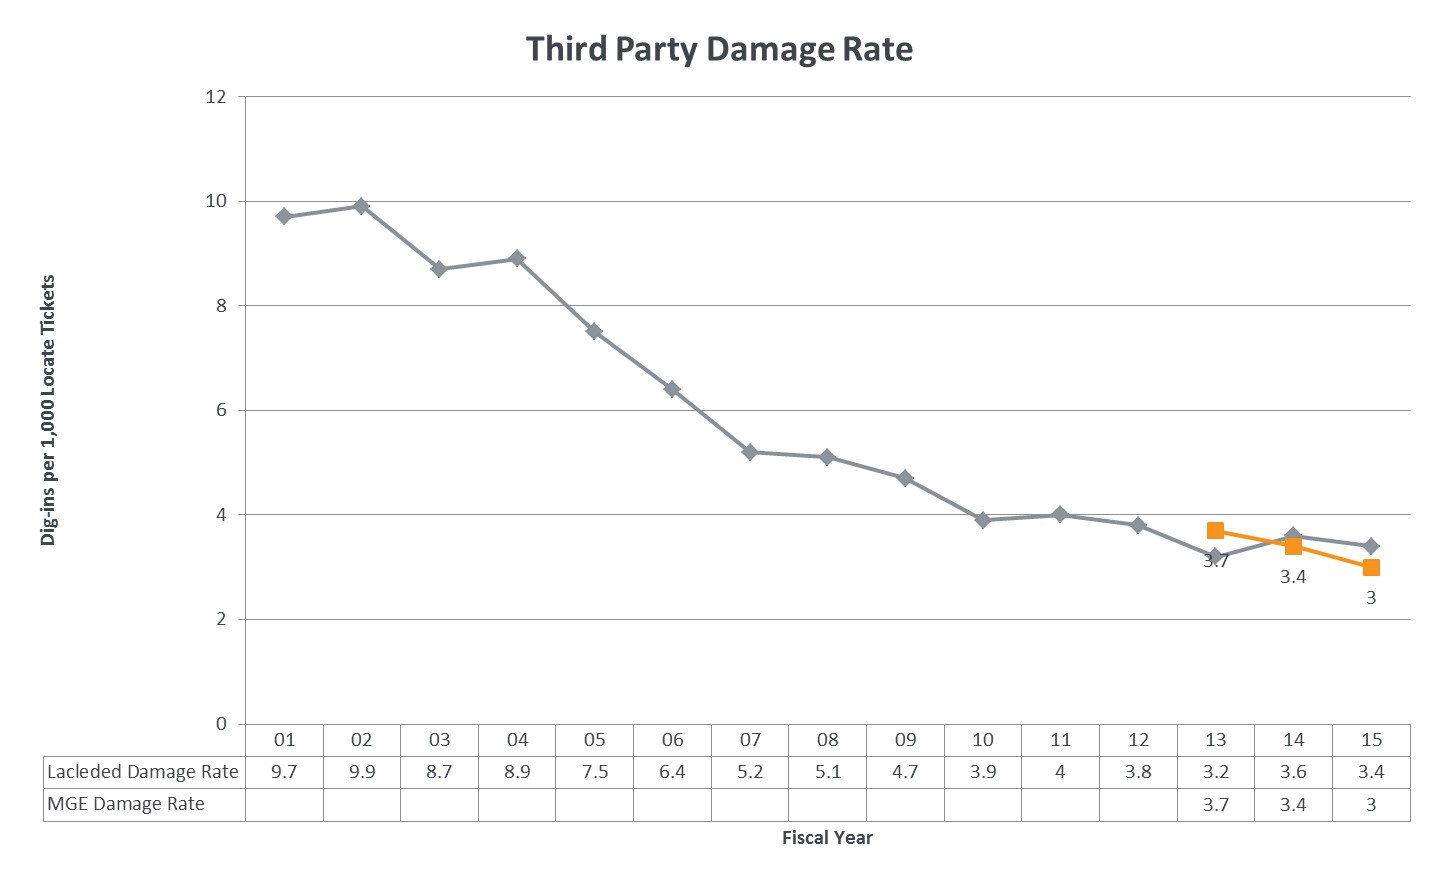 Third Party Damage Rate
12
10
8
6
4
2
0
Dig-ins per 1,000 Locate Tickets
3.7
3.4
3
01 02 03 04 05 06 07 08 09 10 11 12 13 14 15
Lacleded Damage Rate 9.7 9.9 8.7 8.9 7.5 6.4 5.2 5.1 4.7 3.9 4 3.8 3.2 3.6 3.4
MGE Damage Rate 3.7 3.4 3
Fiscal Year